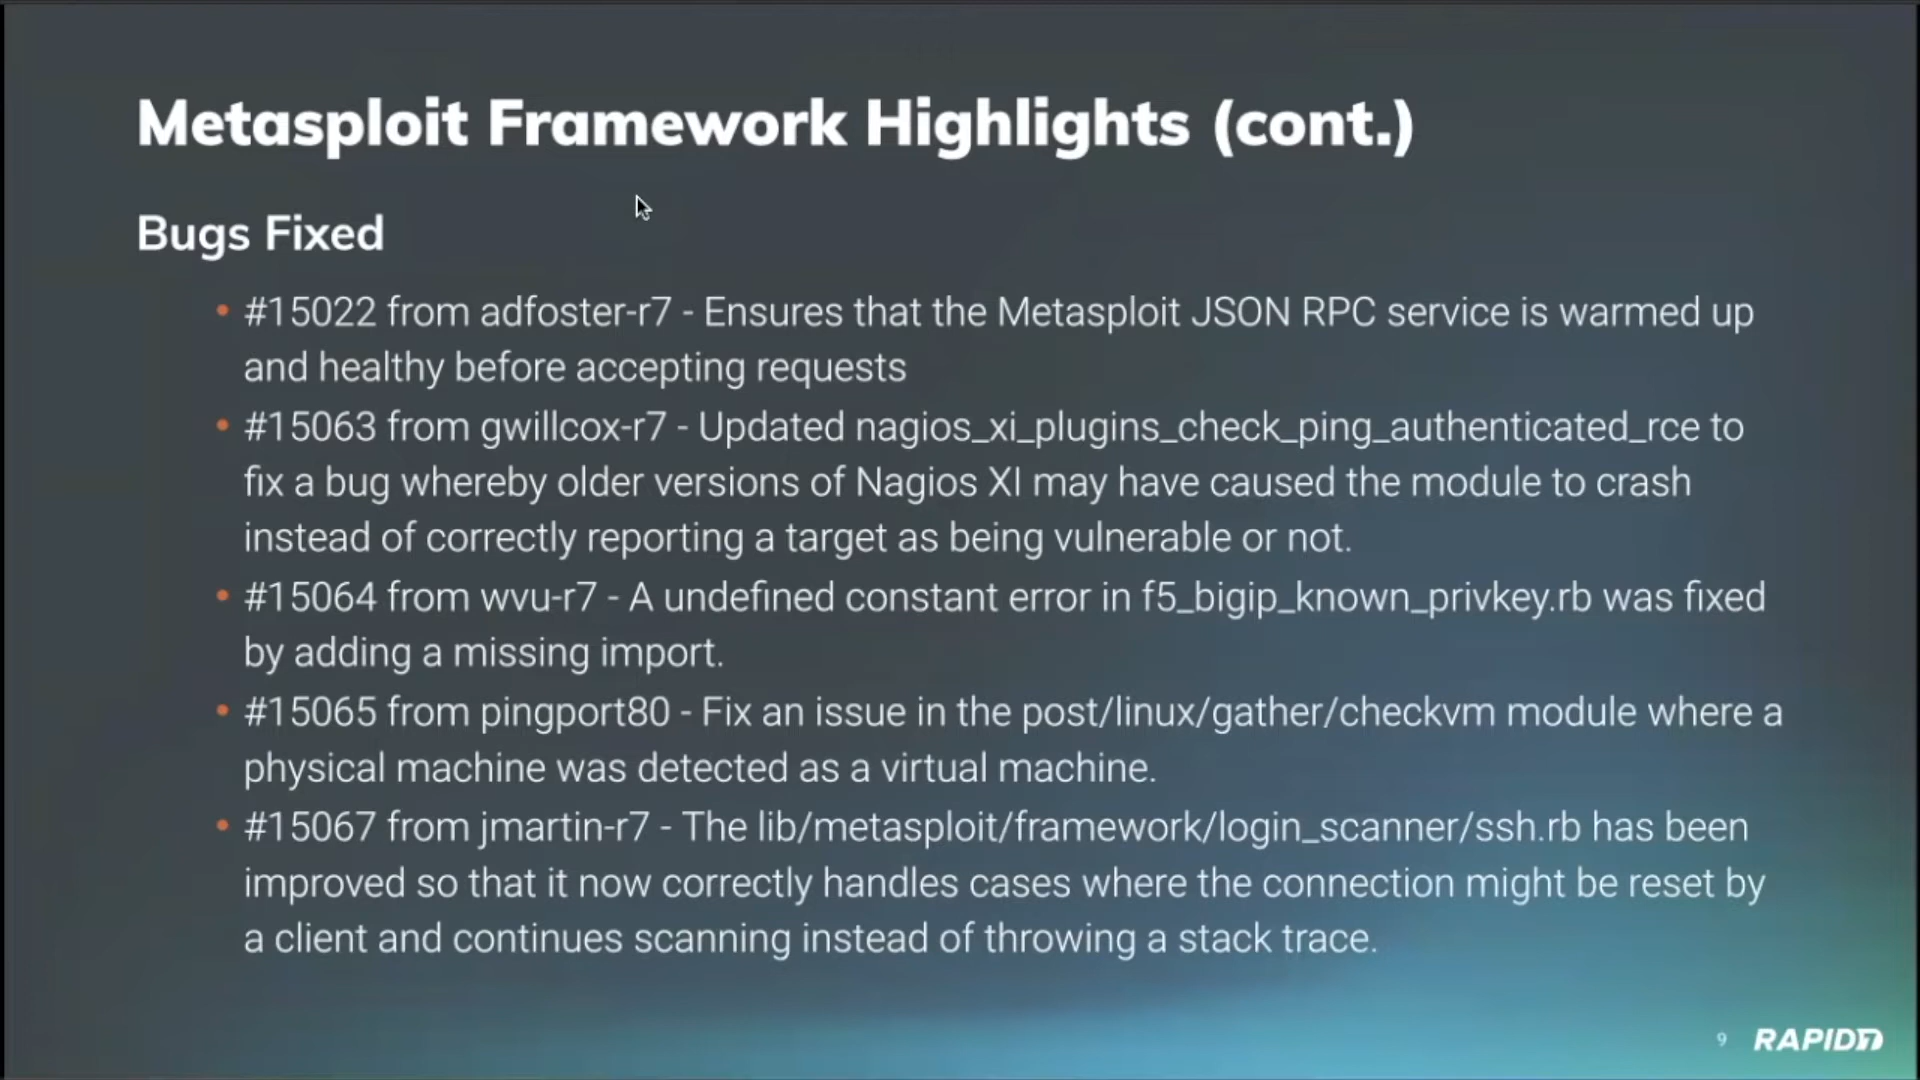 Metasploit Framework Highlights (cont.)
Bugs Fixed
• #15022 from adfoster-r7 - Ensures that the Metasploit JSON RPC service is warmed up
and healthy before accepting requests
• #15063 from gwillcox-r7 - Updated nagios_xi_plugins_check_ping_authenticated_rce to
fix a bug whereby older versions of Nagios XI may have caused the module to crash
instead of correctly reporting a target as being vulnerable or not.
• #15064 from wvu-r7 - A undefined constant error in f5_bigip_known_privkey.rb was fixed
by adding a missing import.
• #15065 from pingport80 - Fix an issue in the post/linux/gather/checkvm module where a
physical machine was detected as a virtual machine.
• #15067 from jmartin-r7 - The lib/metasploit/framework/login_scanner/ssh.rb has been
improved so that it now correctly handles cases where the connection might be reset by
a client and continues scanning instead of throwing a stack trace.
9 RAPID7